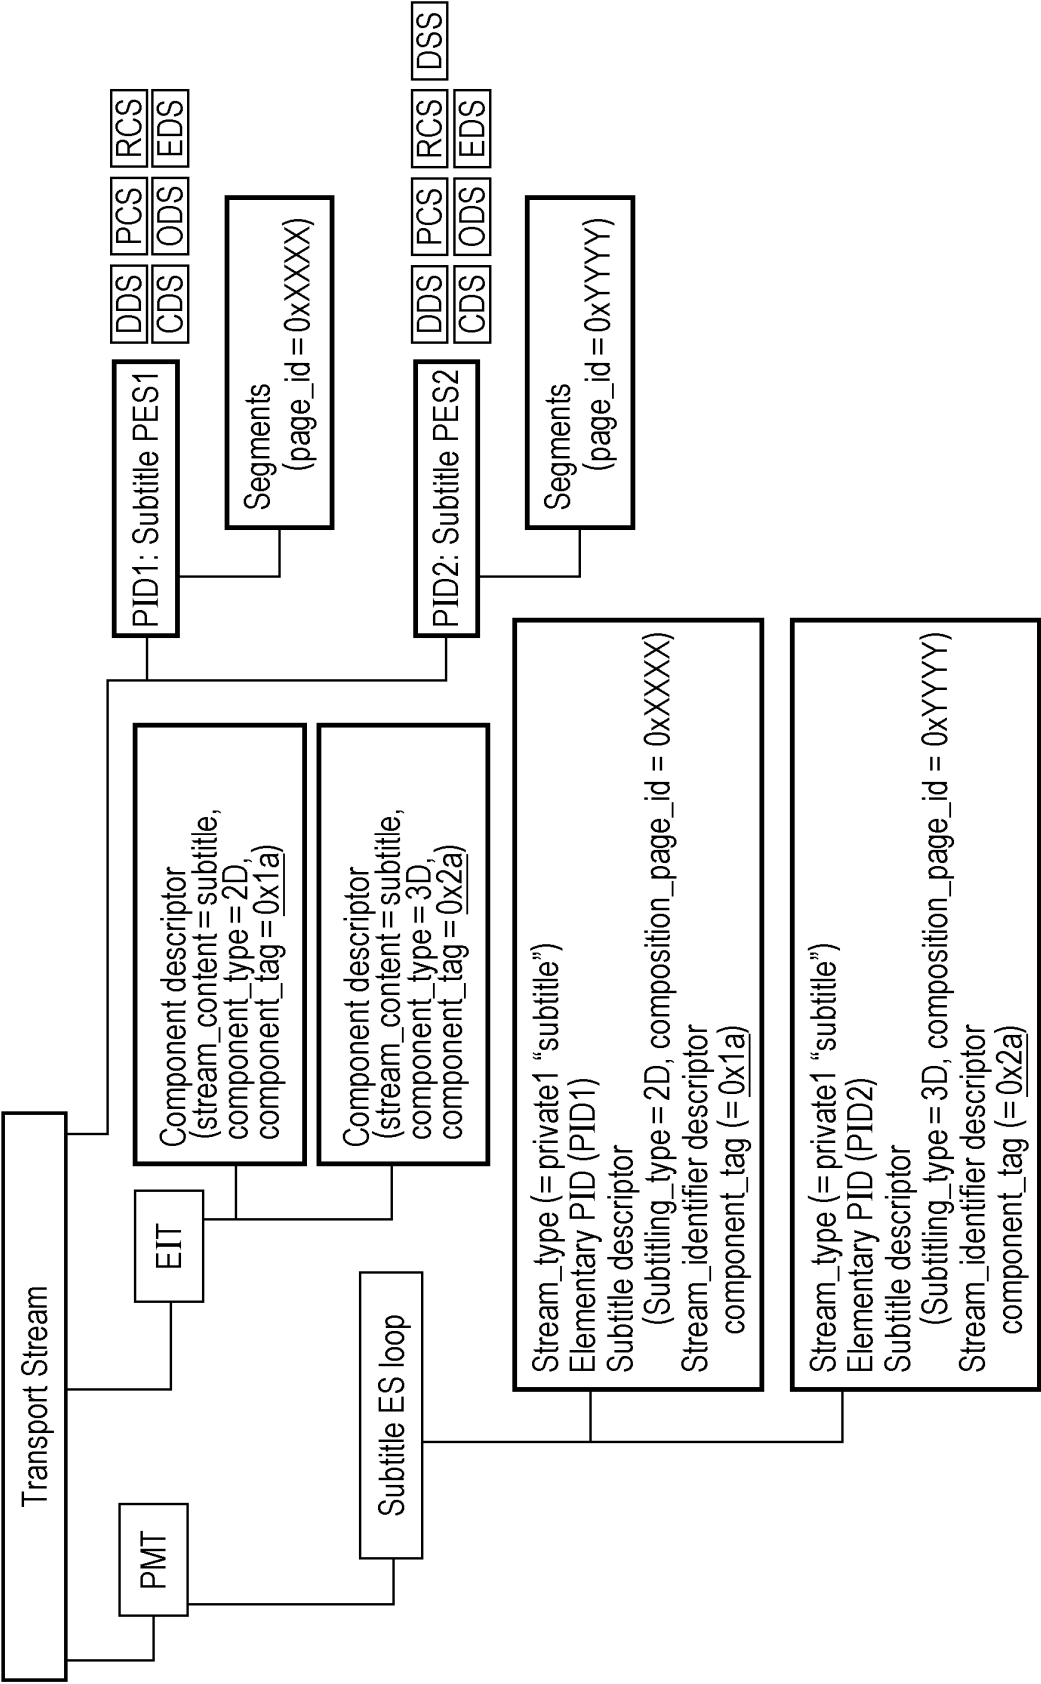 Transport Stream
PMT
EIT
Subtitle ES loop
Component descriptor
(stream_content = subtitle,
component_type = 2D,
component_tag = 0x1a)
Component descriptor
(stream_content = subtitle,
component_type = 3D,
component_tag = 0x2a)
Stream_type (= private1 “subtitle”)
Elementary PID (PID1)
Subtitle descriptor
(Subtitling_type = 2D, composition_page_id = 0xXXXX)
Stream_identifier descriptor
component_tag (= 0x1a)
Stream_type (= private1 “subtitle”)
Elementary PID (PID2)
Subtitle descriptor
(Subtitling_type = 3D, composition_page_id = 0xYYYY)
Stream_identifier descriptor
component_tag (= 0x2a)
PID1: Subtitle PES1
DDS PCS RCS
CDS ODS EDS
Segments
(page_id = 0xXXXX)
PID2: Subtitle PES2
DDS PCS RCS DSS
CDS ODS EDS
Segments
(page_id = 0xYYYY)